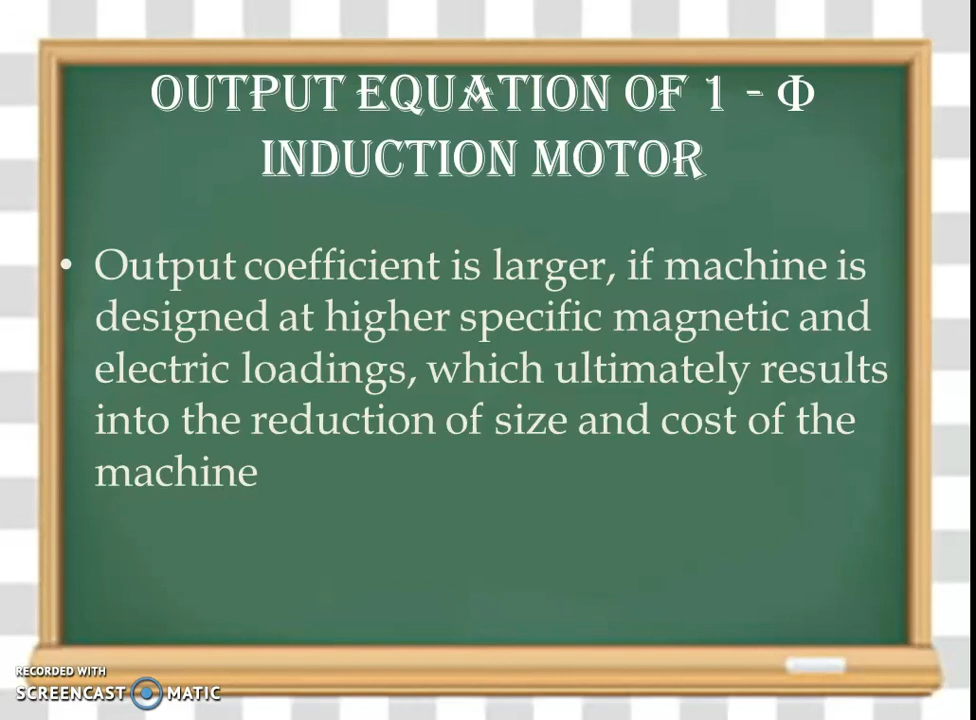 OUTPUT EQUATION OF 1 - Φ
INDUCTION MOTOR
• Output coefficient is larger, if machine is
designed at higher specific magnetic and
electric loadings, which ultimately results
into the reduction of size and cost of the
machine
RECORDED WITH
SCREENCAST MATIC